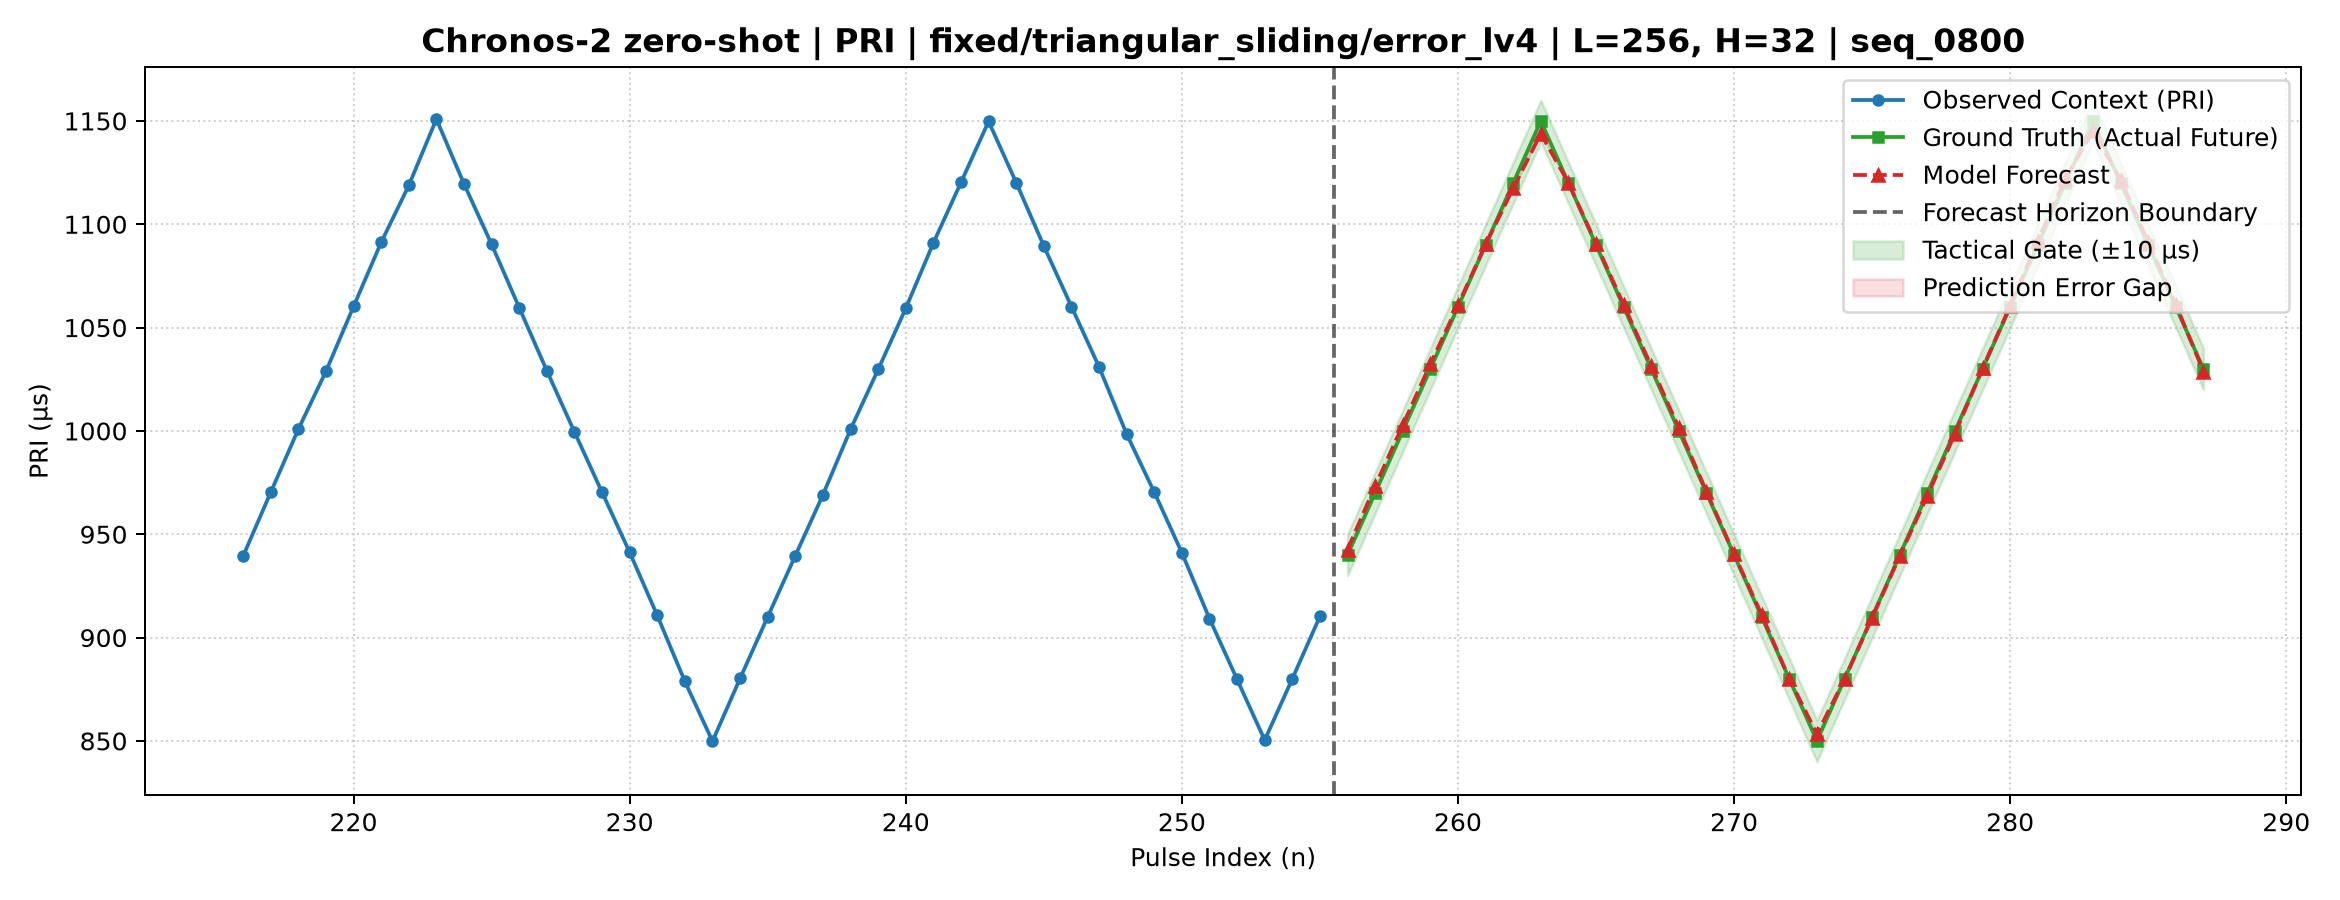 Chronos-2 zero-shot | PRI | fixed/triangular_sliding/error_lv4 | L=256, H=32 | seq_0800
Observed Context (PRI)
Ground Truth (Actual Future)
Model Forecast
Forecast Horizon Boundary
Tactical Gate (±10 µs)
Prediction Error Gap
PRI (µs)
1150
1100
1050
1000
950
900
850
220 230 240 250 260 270 280 290
Pulse Index (n)